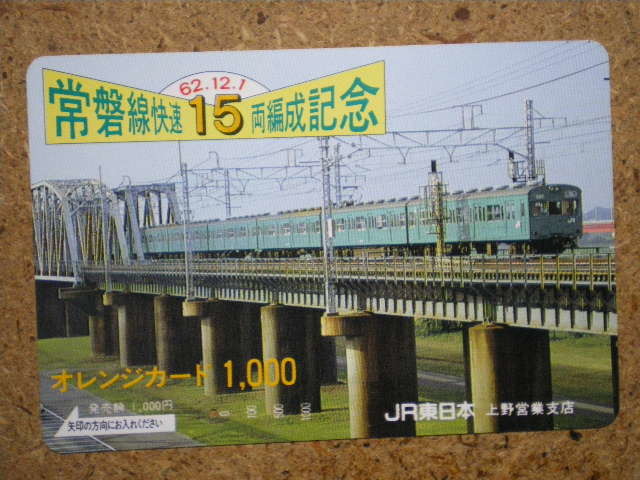 62.12.1
常磐線快速15両編成記念
オレンジカード 1,000
発売額 1,000円
矢印の方向にお入れください
0
1000
JR東日本 上野営業支店